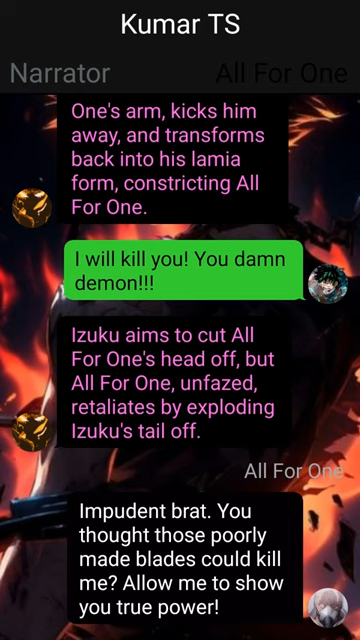 Kumar TS
Narrator
All For One
One's arm, kicks him
away, and transforms
back into his lamia
form, constricting All
For One.
I will kill you! You damn
demon!!!
Izuku aims to cut All
For One's head off, but
All For One, unfazed,
retaliates by exploding
Izuku's tail off.
All For One
Impudent brat. You
thought those poorly
made blades could kill
me? Allow me to show
you true power!